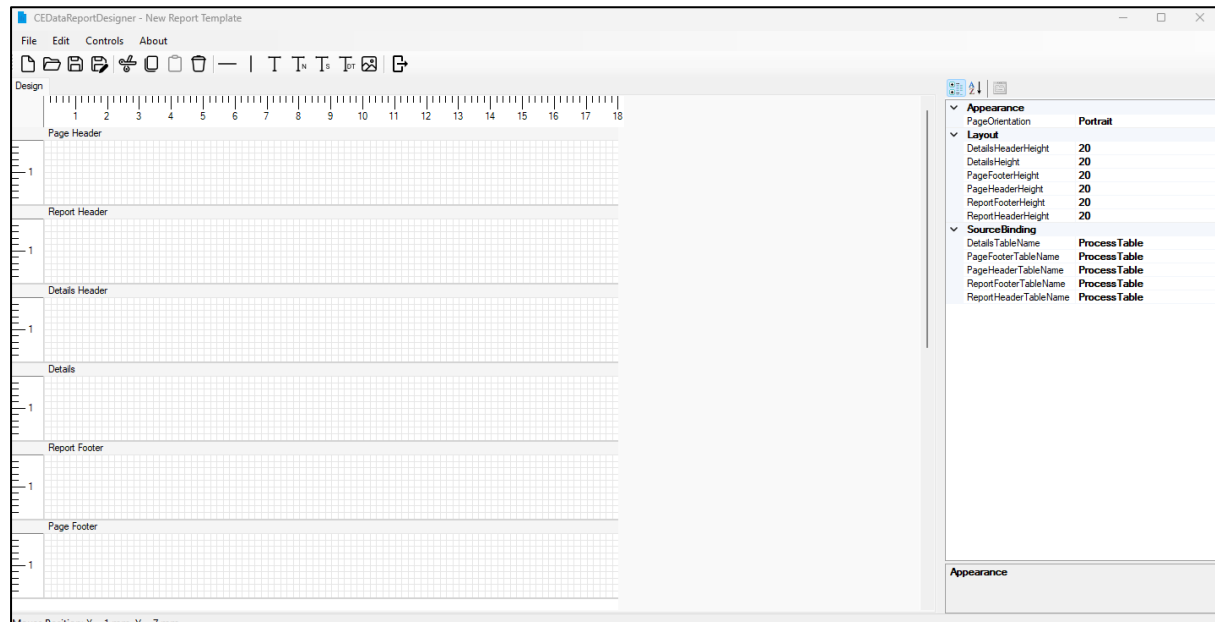 CEDataReportDesigner - New Report Template
File Edit Controls About
T TN TS TDT
Design
1 2 3 4 5 6 7 8 9 10 11 12 13 14 15 16 17 18
Page Header
1
Report Header
1
Details Header
1
Details
1
Report Footer
1
Page Footer
1
Appearance
PageOrientation Portrait
Layout
DetailsHeaderHeight 20
DetailsHeight 20
PageFooterHeight 20
PageHeaderHeight 20
ReportFooterHeight 20
ReportHeaderHeight 20
SourceBinding
DetailsTableName ProcessTable
PageFooterTableName ProcessTable
PageHeaderTableName ProcessTable
ReportFooterTableName ProcessTable
ReportHeaderTableName ProcessTable
Appearance